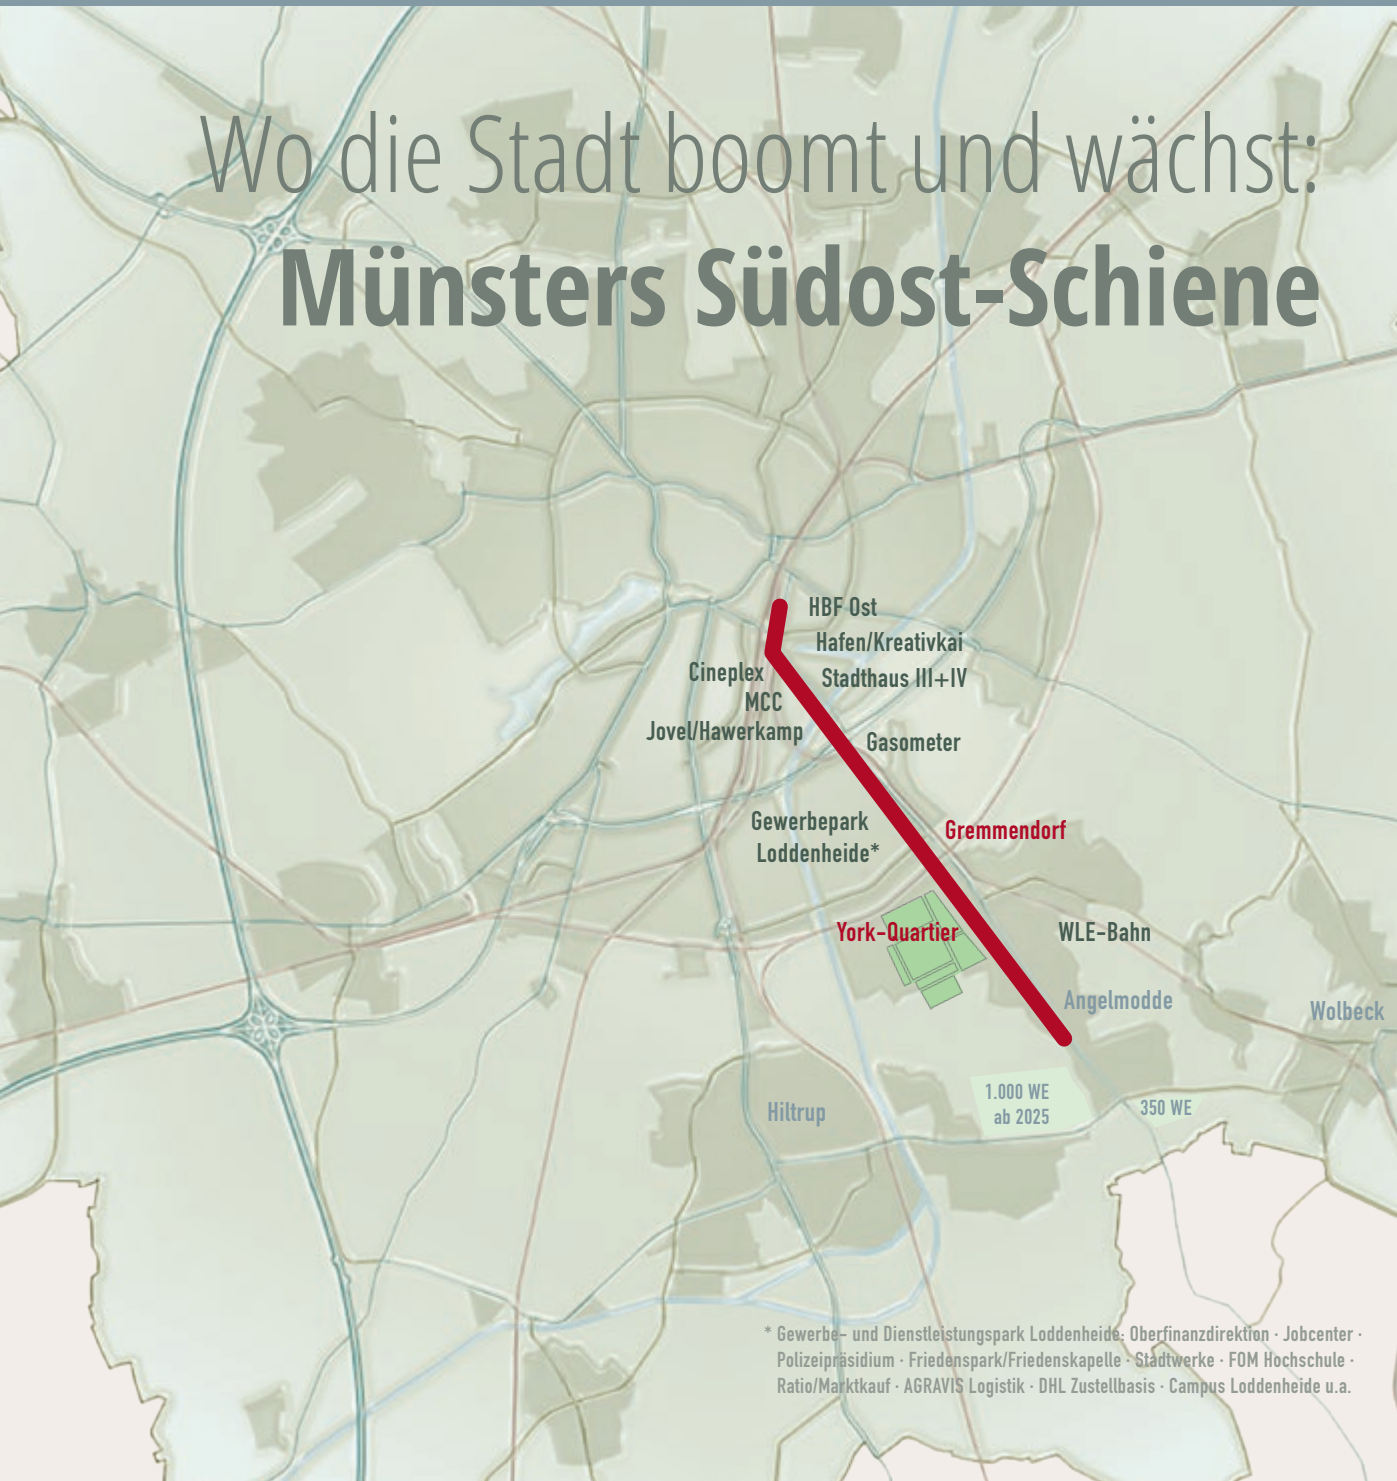 Wo die Stadt boomt und wächst:
Münsters Südost-Schiene
HBF Ost
Hafen/Kreativkai
Cineplex
Stadthaus III+IV
MCC
Jovel/Hawerkamp
Gasometer
Gewerbepark
Loddenheide*
Gremmendorf
York-Quartier
WLE-Bahn
Angelmodde
Wolbeck
1.000 WE
ab 2025
350 WE
Hiltrup
* Gewerbe- und Dienstleistungspark Loddenheide: Oberfinanzdirektion · Jobcenter ·
Polizeipräsidium · Friedenspark/Friedenskapelle · Stadtwerke · FOM Hochschule ·
Ratio/Marktkauf · AGRAVIS Logistik · DHL Zustellbasis · Campus Loddenheide u.a.